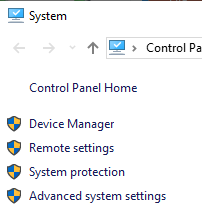 System
Control Pa
Control Panel Home
Device Manager
Remote settings
System protection
Advanced system settings